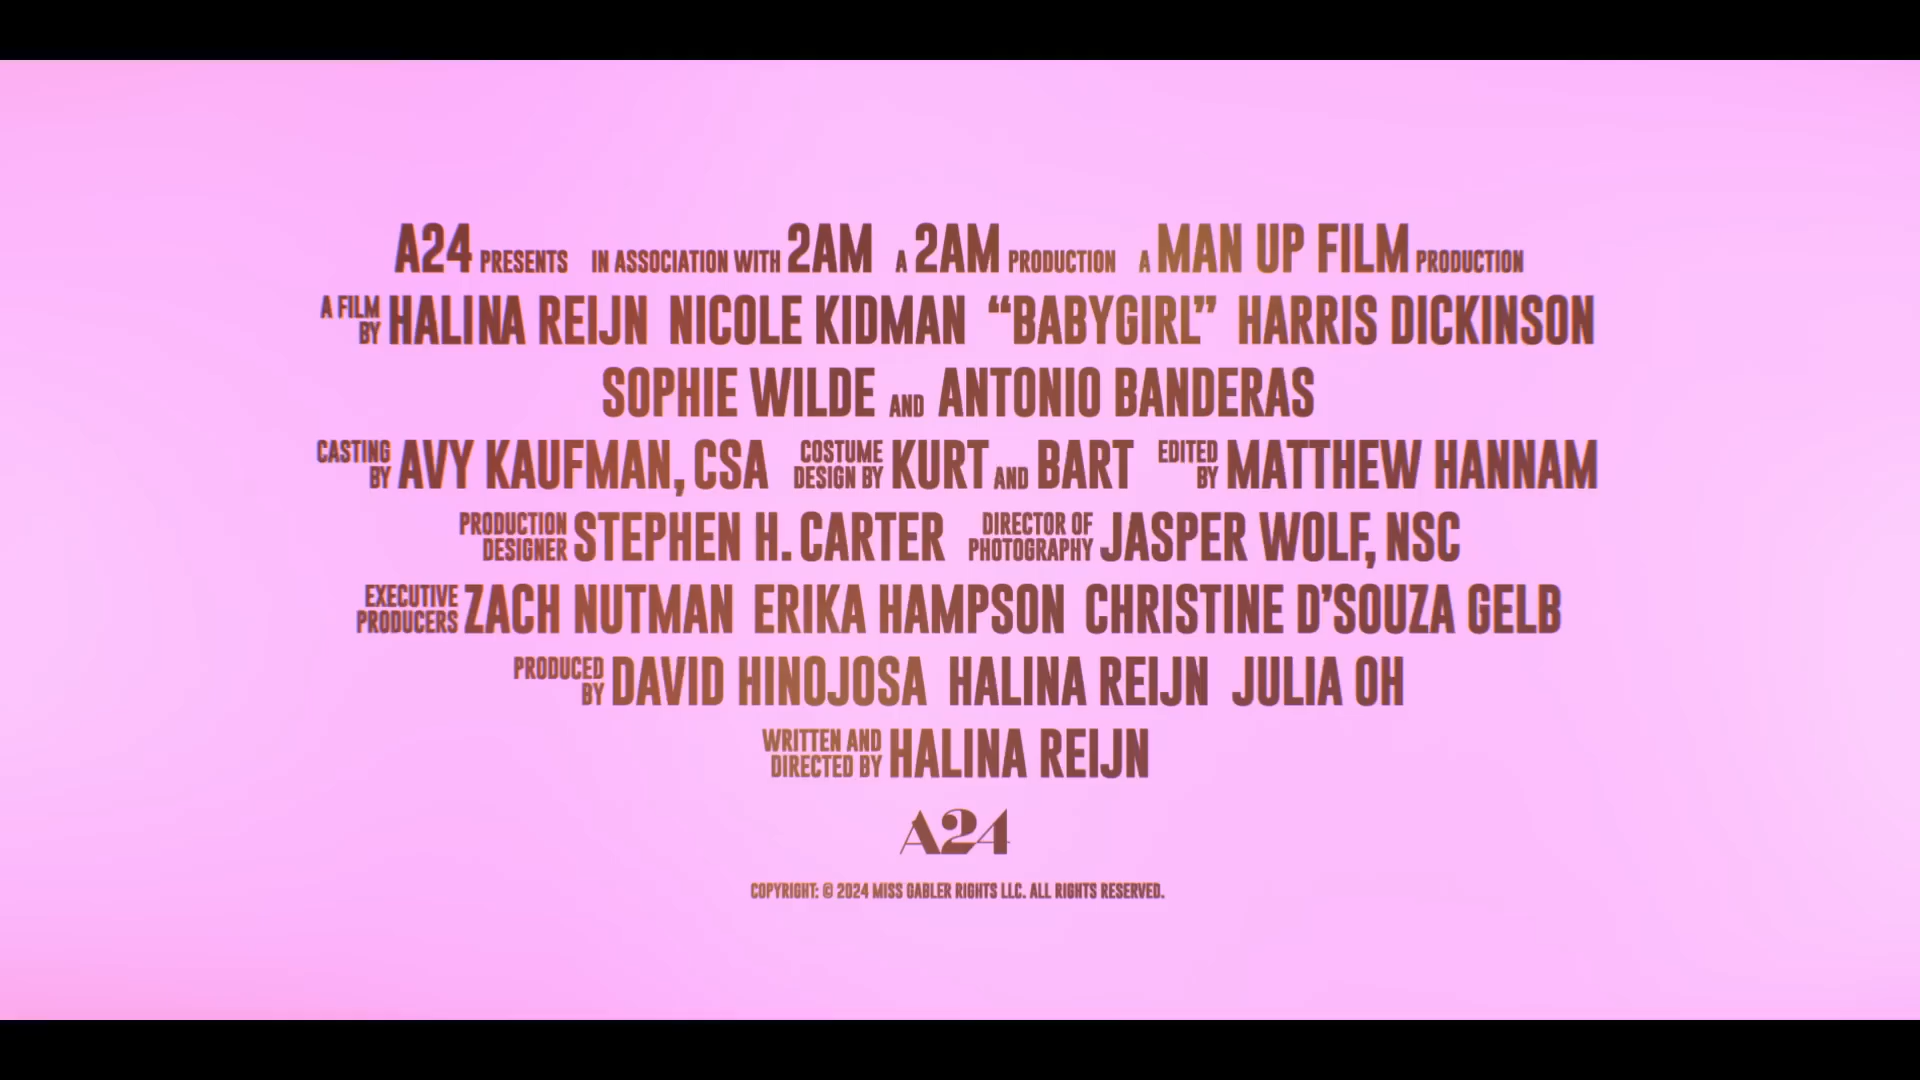 A24 PRESENTS IN ASSOCIATION WITH 2AM A 2AM PRODUCTION A MAN UP FILM PRODUCTION
A FILM BY HALINA REIJN NICOLE KIDMAN “BABYGIRL” HARRIS DICKINSON
SOPHIE WILDE AND ANTONIO BANDERAS
CASTING BY AVY KAUFMAN, CSA COSTUME DESIGN BY KURT AND BART EDITED BY MATTHEW HANNAM
PRODUCTION DESIGNER STEPHEN H. CARTER DIRECTOR OF PHOTOGRAPHY JASPER WOLF, NSC
EXECUTIVE PRODUCERS ZACH NUTMAN ERIKA HAMPSON CHRISTINE D’SOUZA GELB
PRODUCED BY DAVID HINOJOSA HALINA REIJN JULIA OH
WRITTEN AND DIRECTED BY HALINA REIJN
A24
COPYRIGHT: © 2024 MISS GABLER RIGHTS LLC. ALL RIGHTS RESERVED.